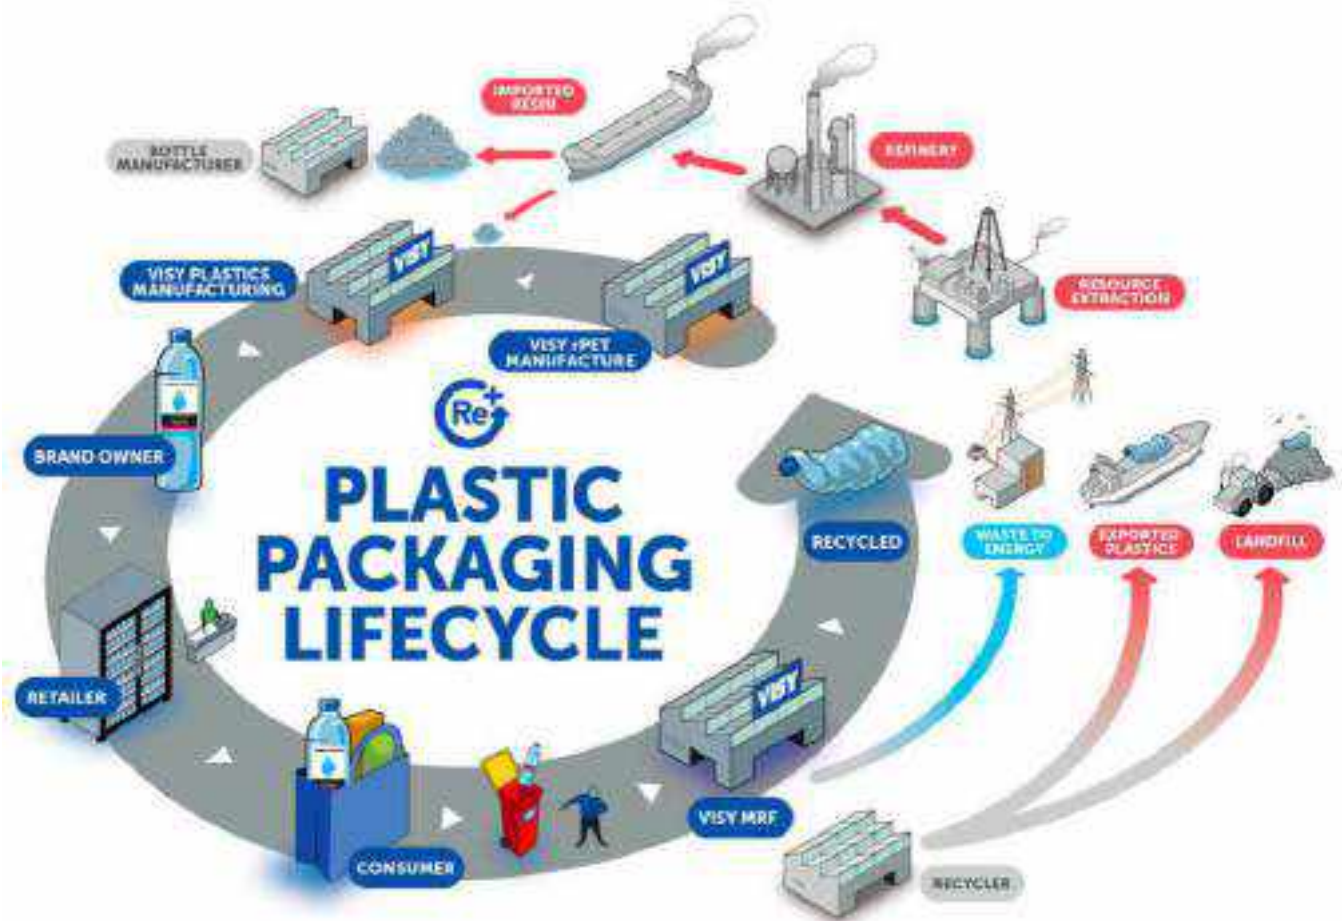 IMPORTED
RESIN
BOTTLE
MANUFACTURER
REFINERY
VISY
VISY
VISY PLASTICS
MANUFACTURING
RESOURCE
EXTRACTION
VISY rPET
MANUFACTURE
Re+
BRAND OWNER
PLASTIC
PACKAGING
LIFECYCLE
RECYCLED
WASTE TO
ENERGY
EXPORTED
PLASTICS
LANDFILL
RETAILER
VISY
VISY MRF
CONSUMER
RECYCLER